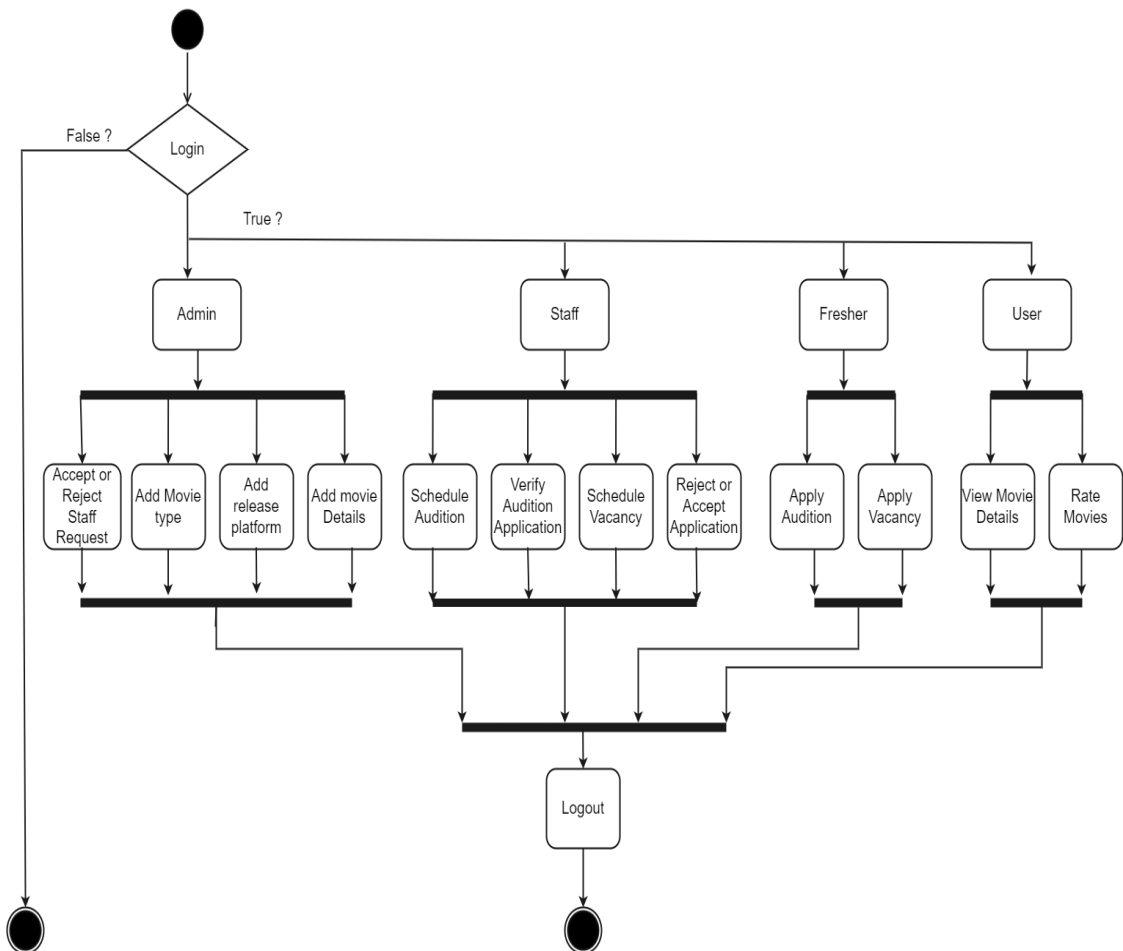 False ?
Login
True ?
Admin
Staff
Fresher
User
Accept or
Reject
Staff
Request
Add Movie
type
Add
release
platform
Add movie
Details
Schedule
Audition
Verify
Audition
Application
Schedule
Vacancy
Reject or
Accept
Application
Apply
Audition
Apply
Vacancy
View Movie
Details
Rate
Movies
Logout